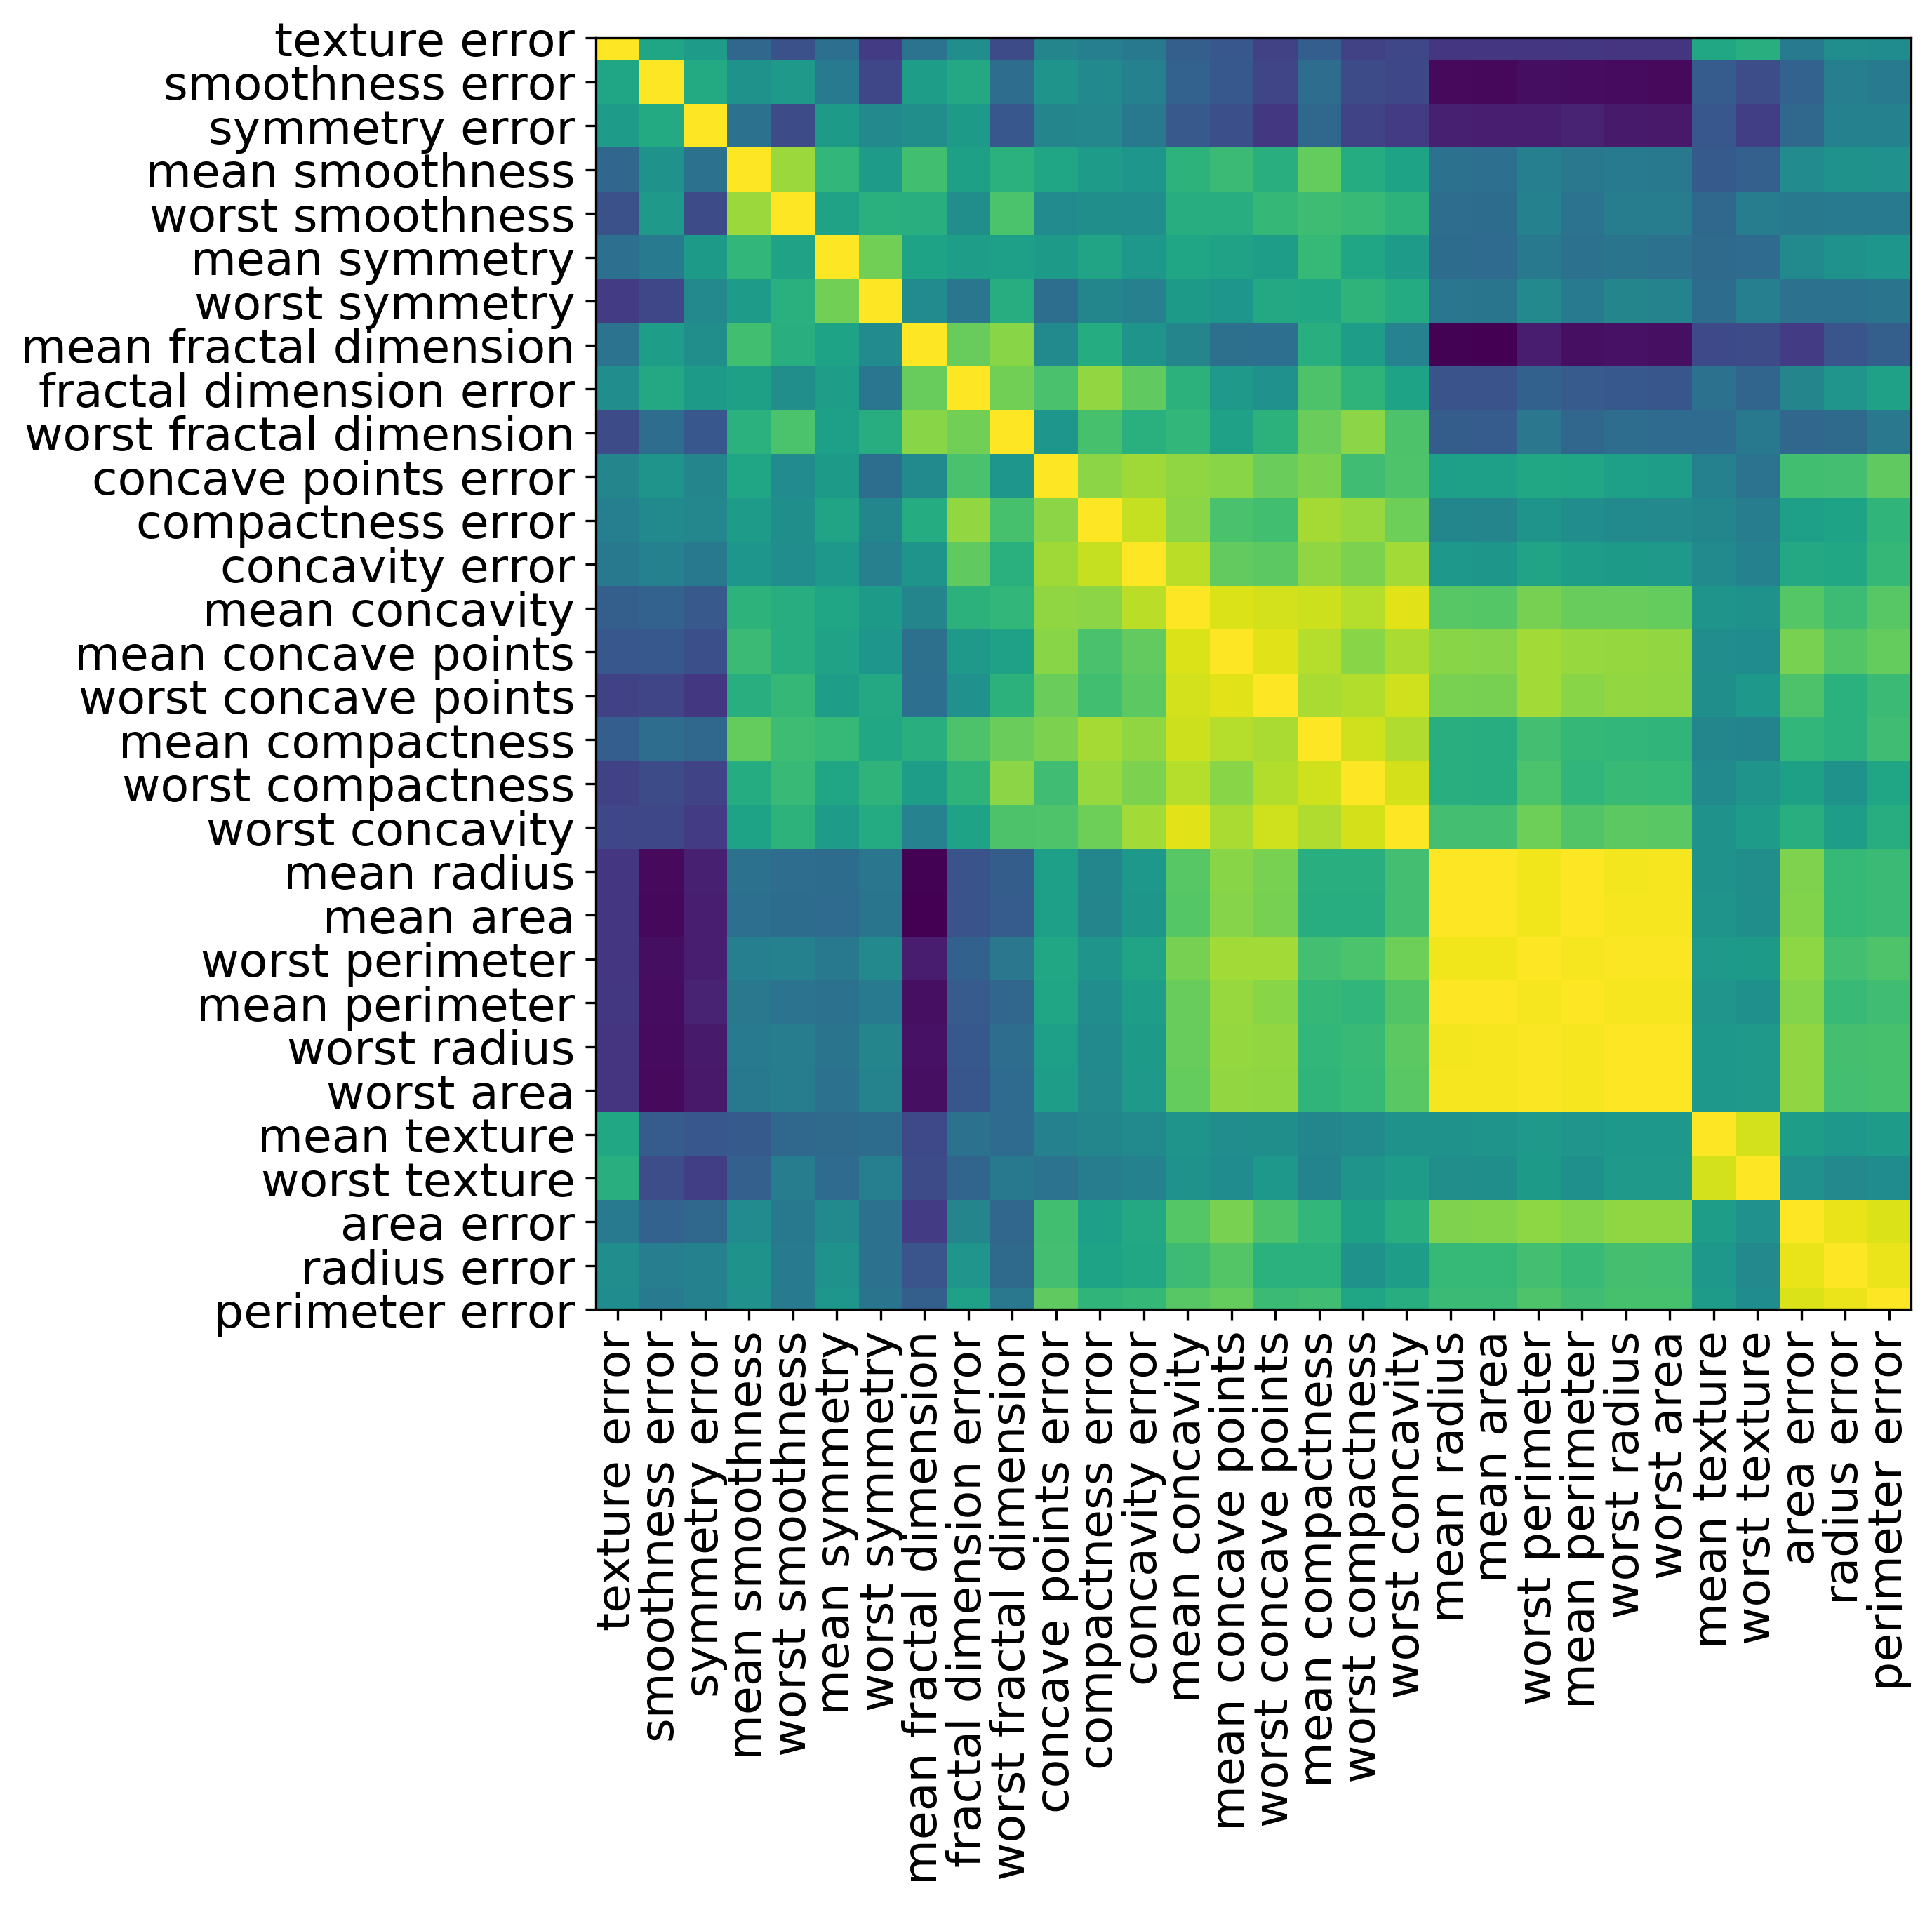 texture error
smoothness error
symmetry error
mean smoothness
worst smoothness
mean symmetry
worst symmetry
mean fractal dimension
fractal dimension error
worst fractal dimension
concave points error
compactness error
concavity error
mean concavity
mean concave points
worst concave points
mean compactness
worst compactness
worst concavity
mean radius
mean area
worst perimeter
mean perimeter
worst radius
worst area
mean texture
worst texture
area error
radius error
perimeter error
texture error
smoothness error
symmetry error
mean smoothness
worst smoothness
mean symmetry
worst symmetry
mean fractal dimension
fractal dimension error
worst fractal dimension
concave points error
compactness error
concavity error
mean concavity
mean concave points
worst concave points
mean compactness
worst compactness
worst concavity
mean radius
mean area
worst perimeter
mean perimeter
worst radius
worst area
mean texture
worst texture
area error
radius error
perimeter error